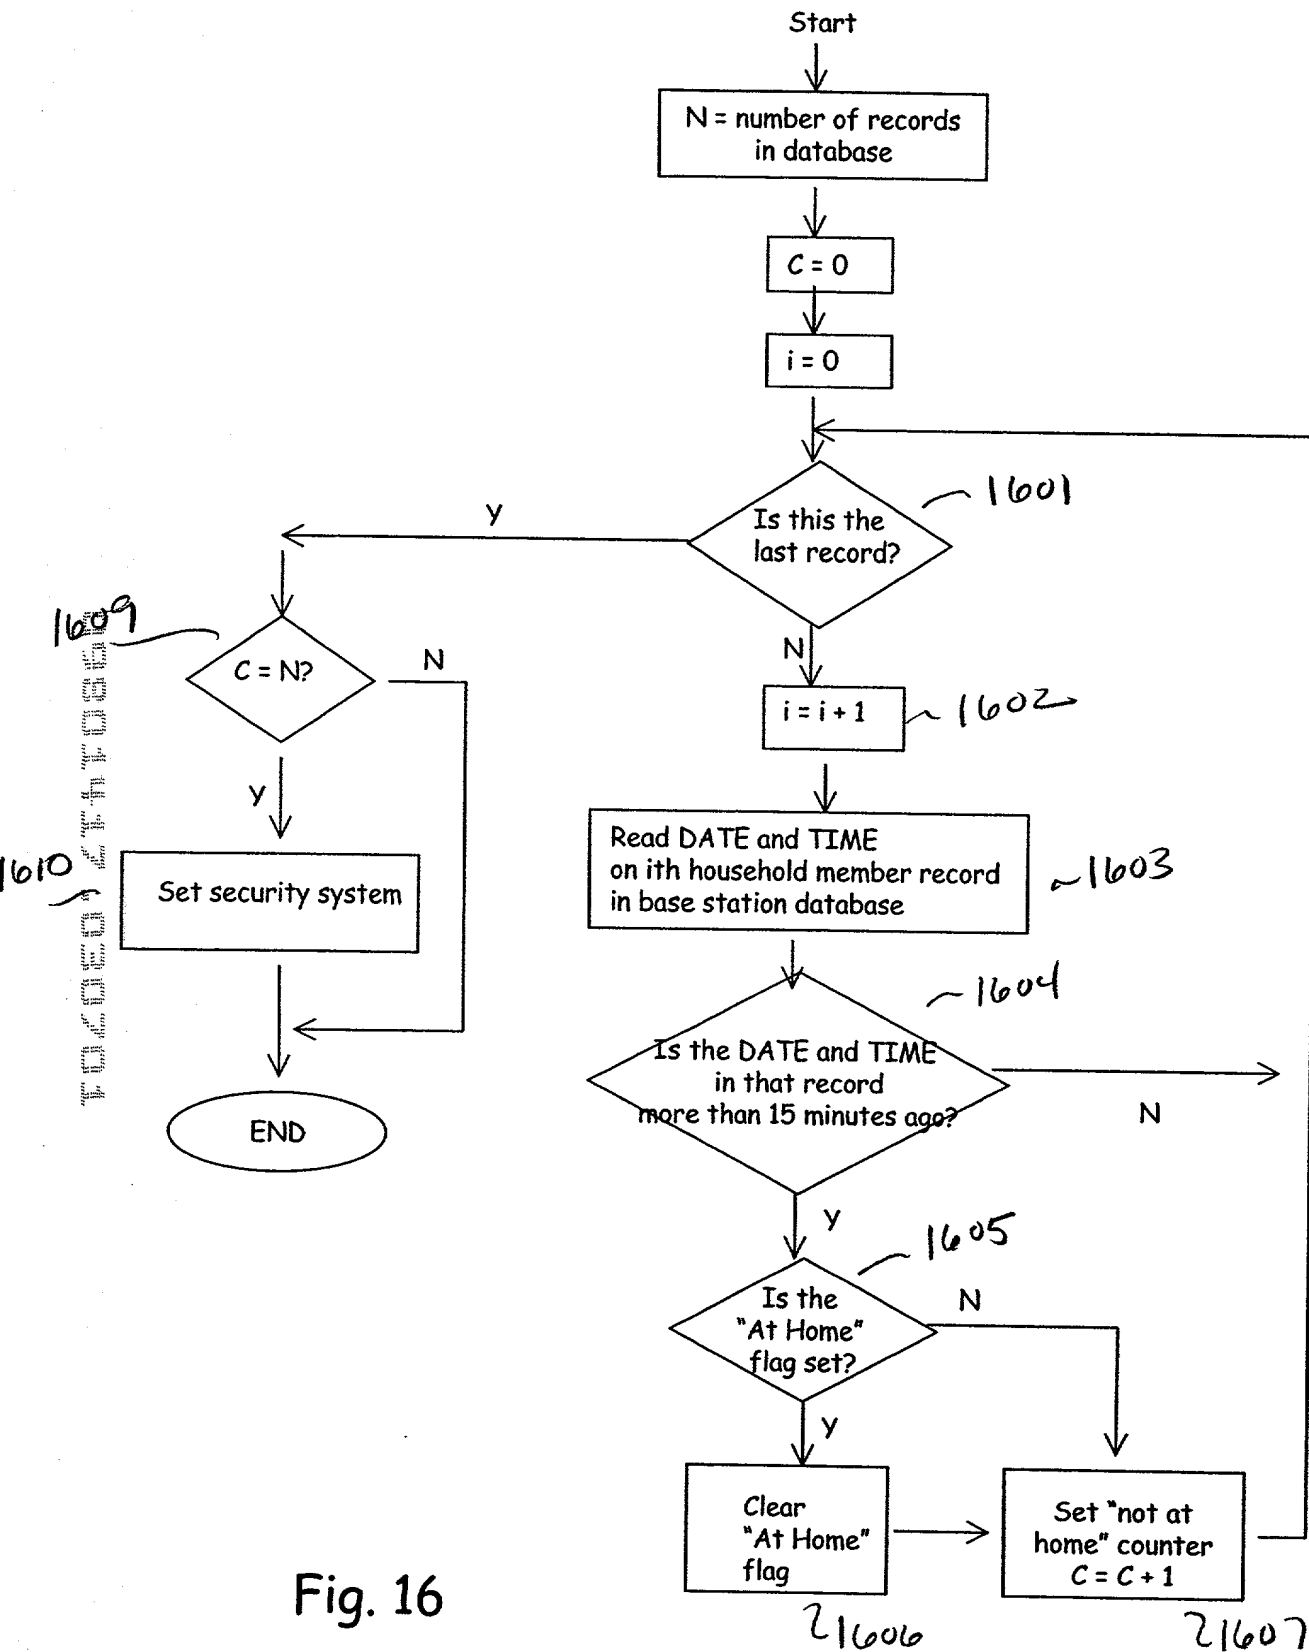 Start
N = number of records
in database
C = 0
i = 0
1601
Is this the
last record?
Y
N
1609
C = N?
N
Y
i = i + 1
1602
Read DATE and TIME
on ith household member record
in base station database
1603
1610
Set security system
1604
Is the DATE and TIME
in that record
more than 15 minutes ago?
N
Y
END
1605
Is the
"At Home"
flag set?
N
Y
Clear
"At Home"
flag
1606
Set "not at
home" counter
C = C + 1
1607
Fig. 16
09801417.030701